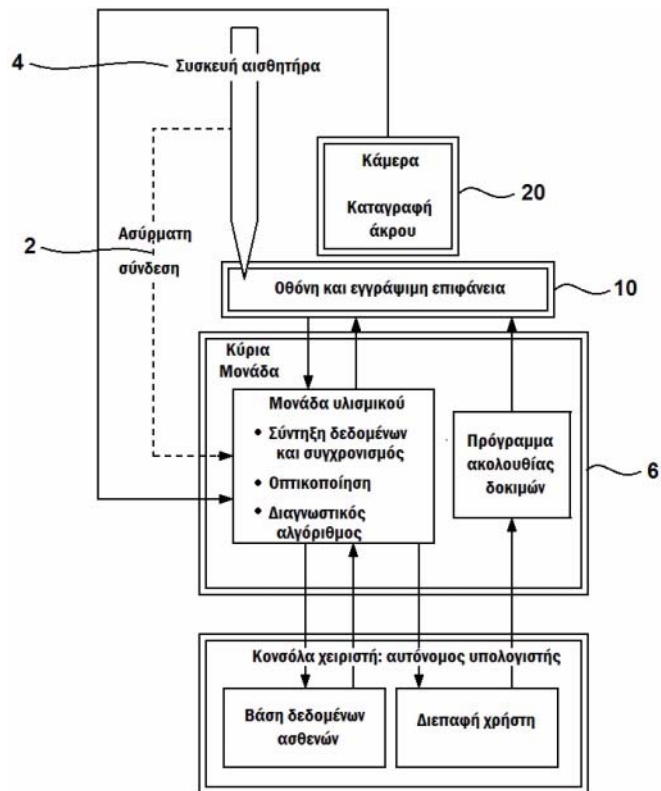 4
Συσκευή αισθητήρα
Κάμερα
Καταγραφή
άκρου
20
2
Ασύρματη
σύνδεση
Οθόνη και εγγράψιμη επιφάνεια
10
Κύρια
Μονάδα
Μονάδα υλισμικού
• Σύντηξη δεδομένων
και συγχρονισμός
• Οπτικοποίηση
• Διαγνωστικός
αλγόριθμος
Πρόγραμμα
ακολουθίας
δοκιμών
6
Κονσόλα χειριστή: αυτόνομος υπολογιστής
Βάση δεδομένων
ασθενών
Διεπαφή χρήστη